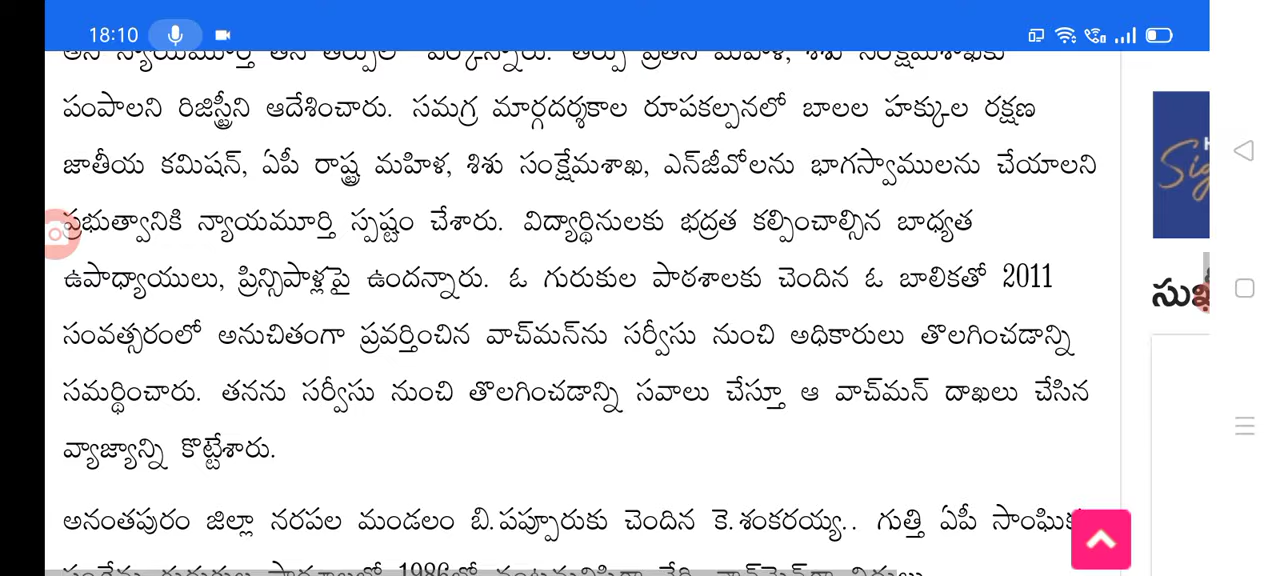 18:10
పంపాలని రిజిస్ట్రీని ఆదేశించారు. సమగ్ర మార్గదర్శకాల రూపకల్పనలో బాలల హక్కుల రక్షణ
జాతీయ కమిషన్, ఏపీ రాష్ట్ర మహిళ, శిశు సంక్షేమశాఖ, ఎన్‌జీవోలను భాగస్వాములను చేయాలని
ప్రభుత్వానికి న్యాయమూర్తి స్పష్టం చేశారు. విద్యార్థినులకు భద్రత కల్పించాల్సిన బాధ్యత
ఉపాధ్యాయులు, ప్రిన్సిపాళ్లపై ఉందన్నారు. ఓ గురుకుల పాఠశాలకు చెందిన ఓ బాలికతో 2011
సంవత్సరంలో అనుచితంగా ప్రవర్తించిన వాచ్‌మన్‌ను సర్వీసు నుంచి అధికారులు తొలగించడాన్ని
సమర్థించారు. తనను సర్వీసు నుంచి తొలగించడాన్ని సవాలు చేస్తూ ఆ వాచ్‌మన్ దాఖలు చేసిన
వ్యాజ్యాన్ని కొట్టేశారు.
అనంతపురం జిల్లా నరపల మండలం బి.పప్పూరుకు చెందిన కె.శంకరయ్య.. గుత్తి ఏపీ